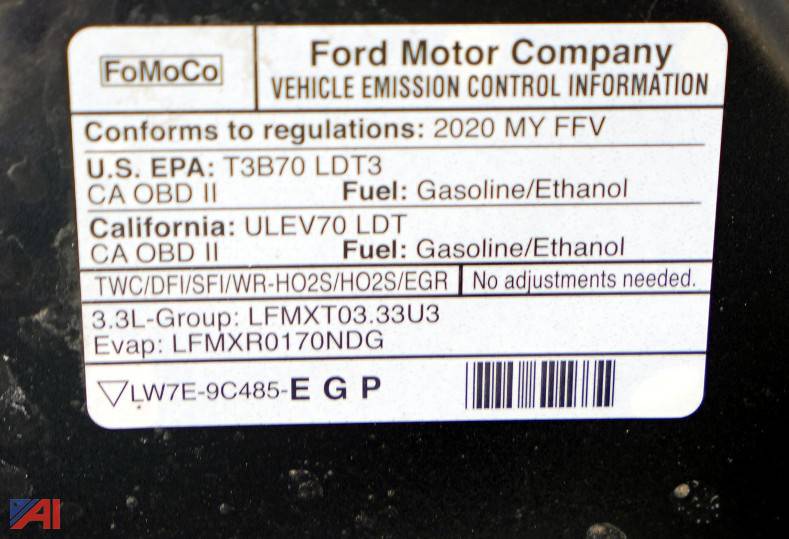 FoMoCo
Ford Motor Company
VEHICLE EMISSION CONTROL INFORMATION
Conforms to regulations: 2020 MY FFV
U.S. EPA: T3B70 LDT3
CA OBD II Fuel: Gasoline/Ethanol
California: ULEV70 LDT
CA OBD II Fuel: Gasoline/Ethanol
TWC/DFI/SFI/WR-HO2S/HO2S/EGR No adjustments needed.
3.3L-Group: LFMXT03.33U3
Evap: LFMXR0170NDG
LW7E-9C485-EGP
AI